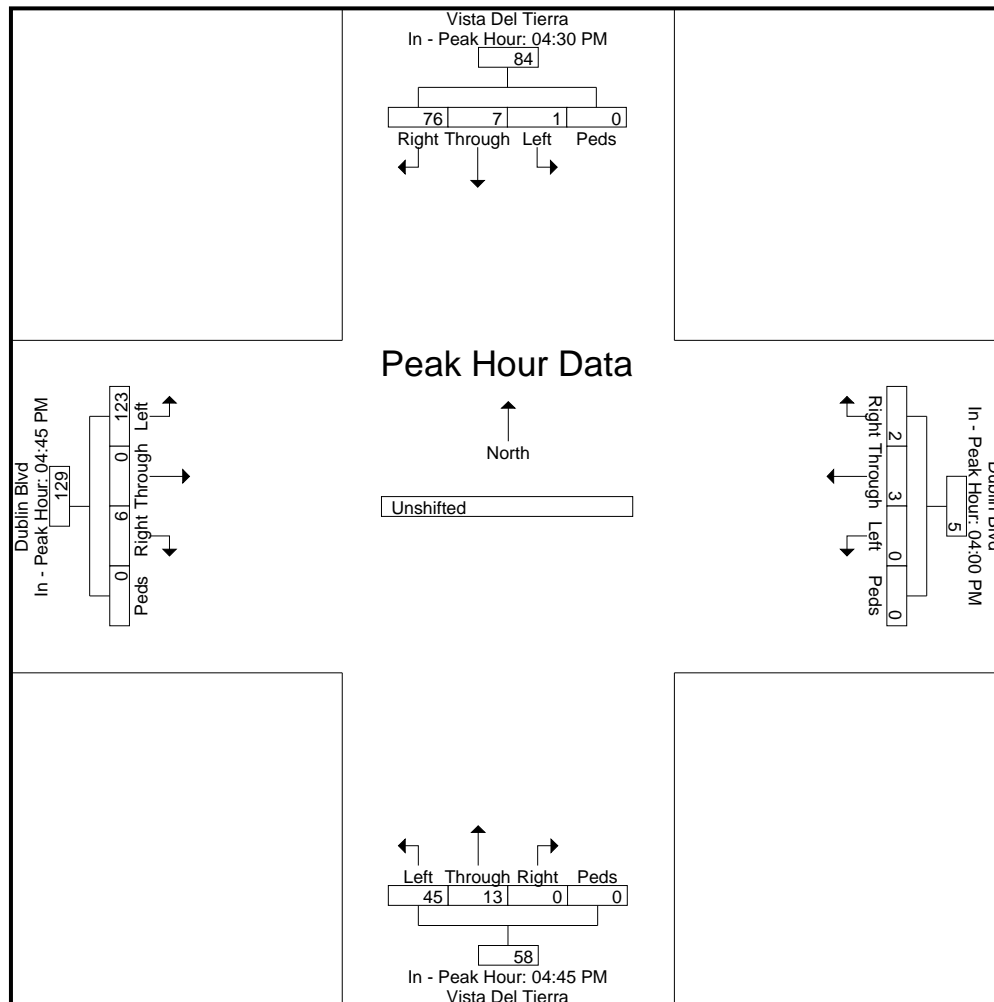 Vista Del Tierra
In - Peak Hour: 04:30 PM
84
76 7 1 0
Right Through Left Peds
Peak Hour Data
North
Unshifted
Dublin Blvd
In - Peak Hour: 04:45 PM
129
123 0 6 0
Left Through Right Peds
Dublin Blvd
In - Peak Hour: 04:00 PM
5
2 3 0 0
Right Through Left Peds
Left Through Right Peds
45 13 0 0
58
In - Peak Hour: 04:45 PM
Vista Del Tierra